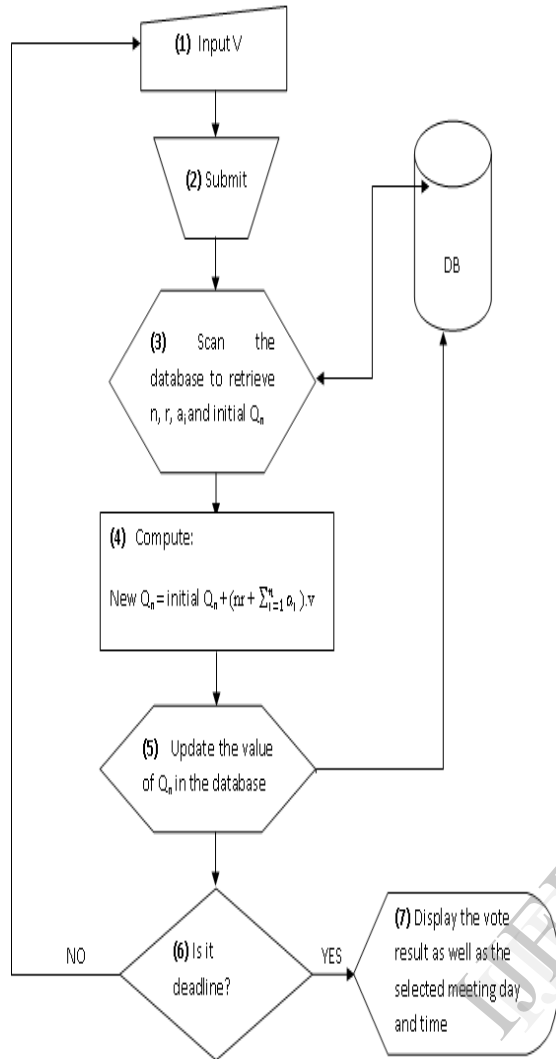 (1) Input V
(2) Submit
DB
(3) Scan the
database to retrieve
n, r, aᵢ and initial Qₙ
(4) Compute:
New Qₙ = initial Qₙ + (nr + ∑ⁿᵢ₌₁ aᵢ).v
(5) Update the value
of Qₙ in the database
(6) Is it
deadline?
NO
YES
(7) Display the vote
result as well as the
selected meeting day
and time